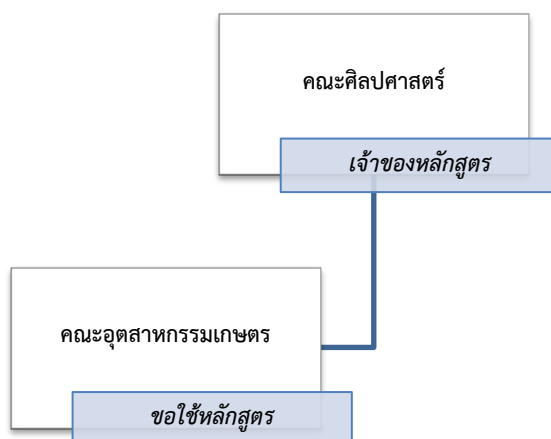 คณะศิลปศาสตร์
เจ้าของหลักสูตร
คณะอุตสาหกรรมเกษตร
ขอใช้หลักสูตร